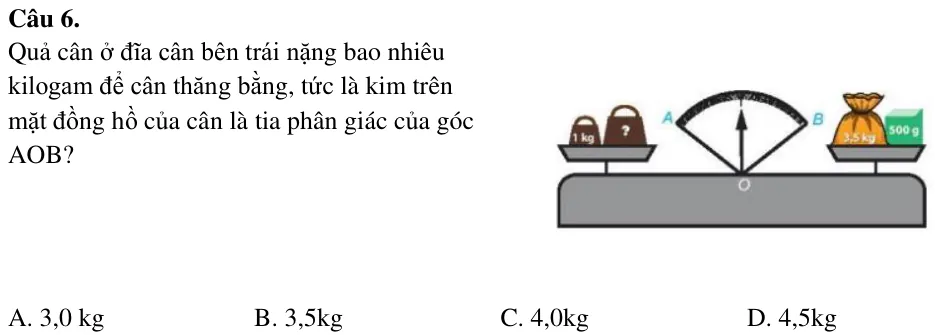 Câu 6.
Quả cân ở đĩa cân bên trái nặng bao nhiêu
kilogam để cân thăng bằng, tức là kim trên
mặt đồng hồ của cân là tia phân giác của góc
AOB?
A
B
1 kg
?
3,5 kg
500 g
O
A. 3,0 kg
B. 3,5kg
C. 4,0kg
D. 4,5kg